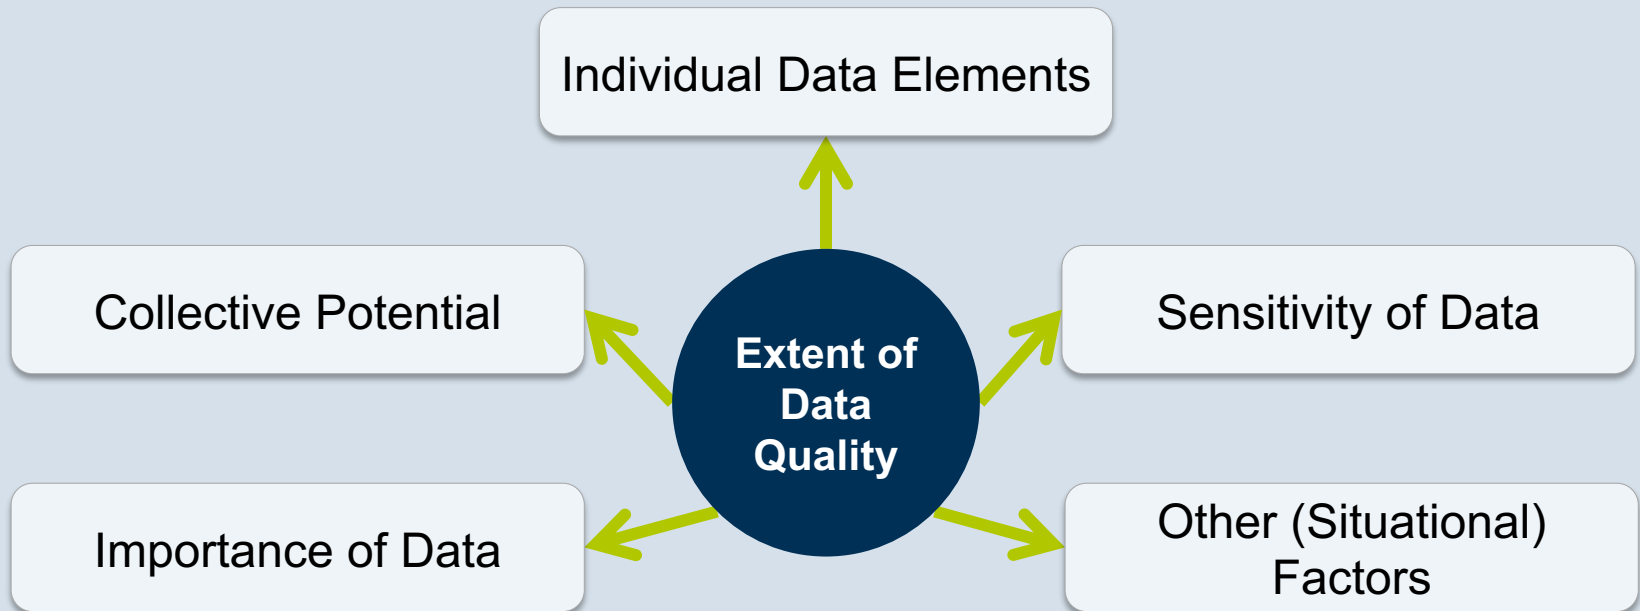 Individual Data Elements
Collective Potential
Sensitivity of Data
Extent of
Data
Quality
Importance of Data
Other (Situational)
Factors